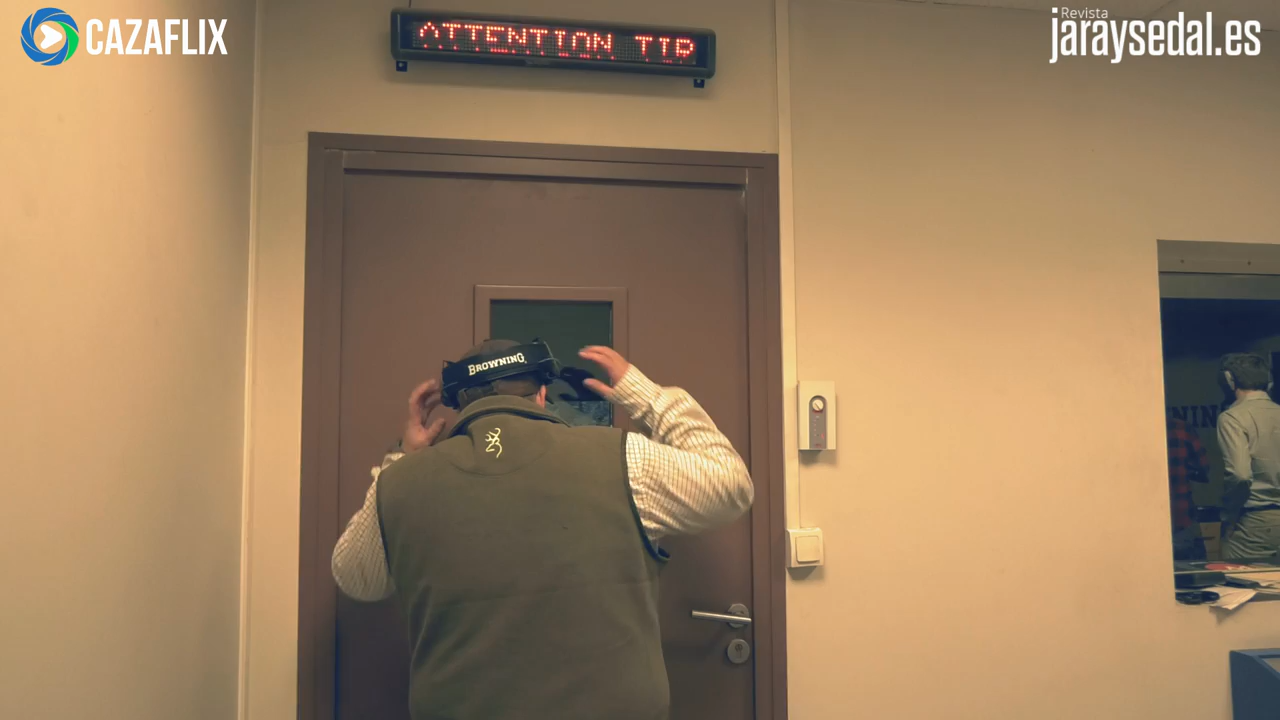 CAZAFLIX
ATTENTION TIR
Revista
jaraysedal.es
BROWNING